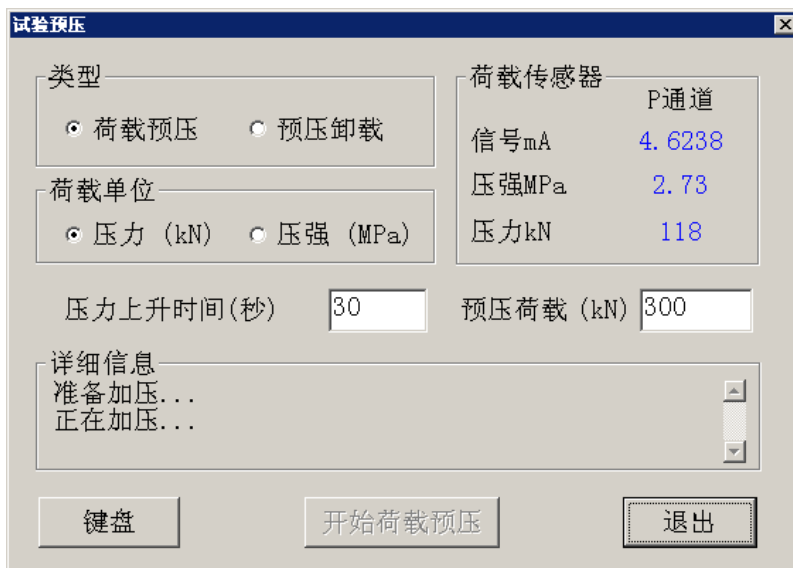 试验预压
类型
荷载预压 预压卸载
荷载单位
压力 (kN) 压强 (MPa)
荷载传感器
P通道
信号mA 4.6238
压强MPa 2.73
压力kN 118
压力上升时间(秒) 30 预压荷载 (kN) 300
详细信息
准备加压...
正在加压...
键盘 开始荷载预压 退出